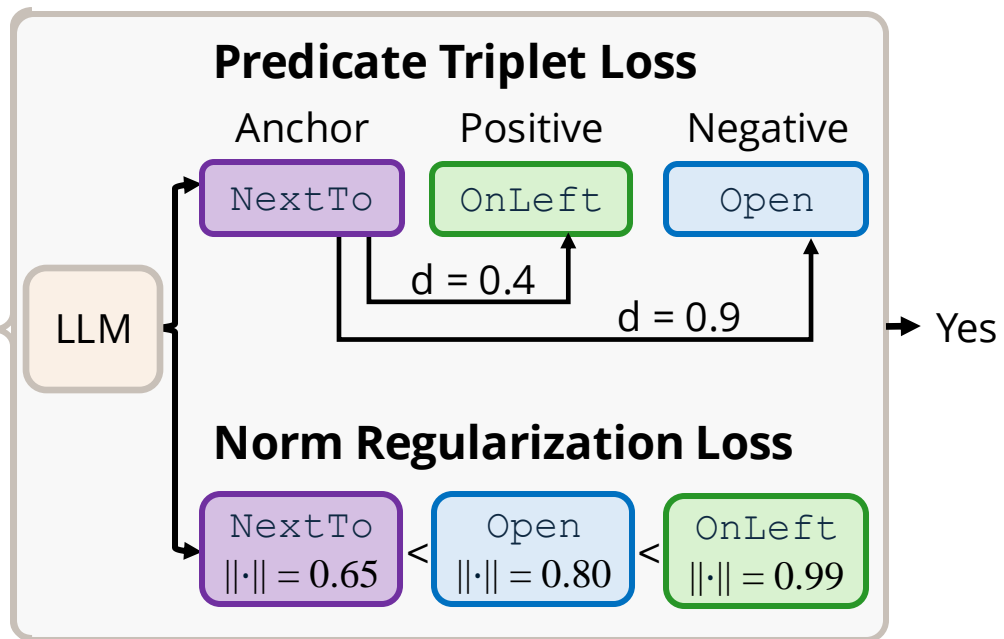 Predicate Triplet Loss
Anchor Positive Negative
NextTo OnLeft Open
d = 0.4
d = 0.9
LLM
Yes
Norm Regularization Loss
NextTo < Open < OnLeft
||·|| = 0.65 ||·|| = 0.80 ||·|| = 0.99